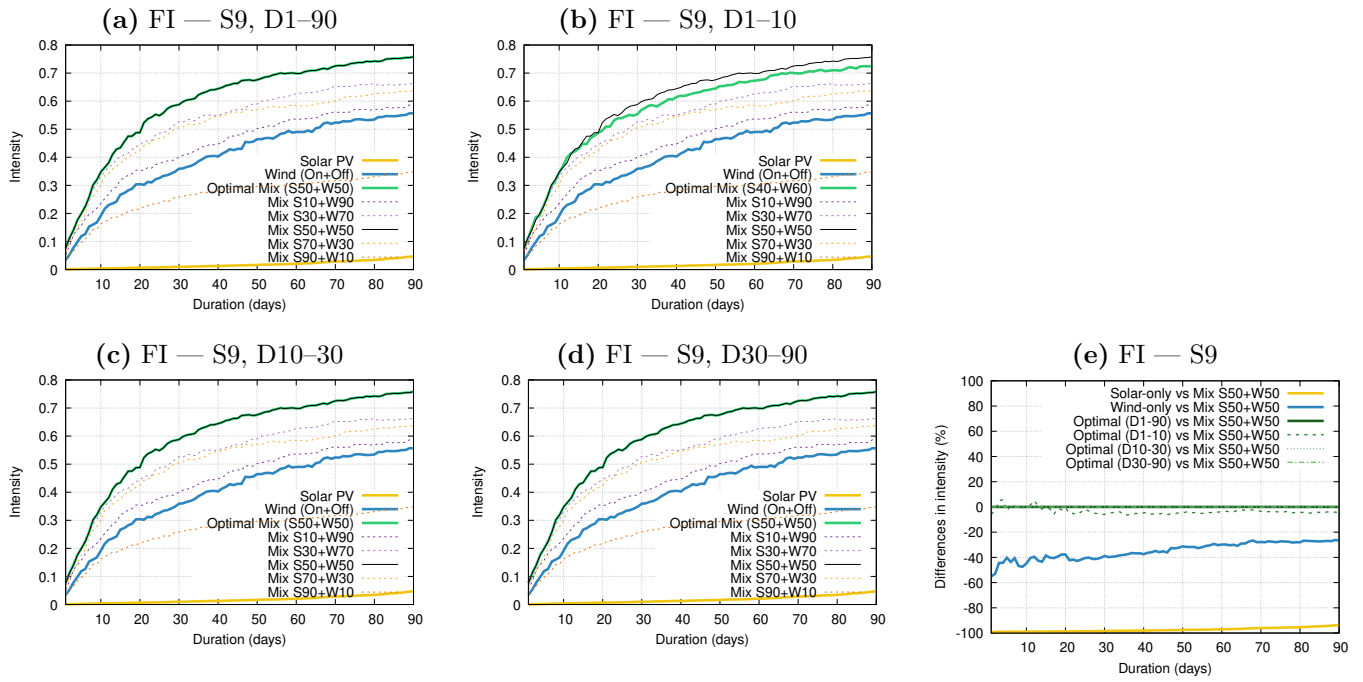 (a) FI — S9, D1–90
0.8
0.7
0.6
0.5
0.4
0.3
0.2
0.1
0
10 20 30 40 50 60 70 80 90
Intensity
Duration (days)
Solar PV
Wind (On+Off)
Optimal Mix (S50+W50)
Mix S10+W90
Mix S30+W70
Mix S50+W50
Mix S70+W30
Mix S90+W10
(b) FI — S9, D1–10
0.8
0.7
0.6
0.5
0.4
0.3
0.2
0.1
0
10 20 30 40 50 60 70 80 90
Intensity
Duration (days)
Solar PV
Wind (On+Off)
Optimal Mix (S40+W60)
Mix S10+W90
Mix S30+W70
Mix S50+W50
Mix S70+W30
Mix S90+W10
(c) FI — S9, D10–30
0.8
0.7
0.6
0.5
0.4
0.3
0.2
0.1
0
10 20 30 40 50 60 70 80 90
Intensity
Duration (days)
Solar PV
Wind (On+Off)
Optimal Mix (S50+W50)
Mix S10+W90
Mix S30+W70
Mix S50+W50
Mix S70+W30
Mix S90+W10
(d) FI — S9, D30–90
0.8
0.7
0.6
0.5
0.4
0.3
0.2
0.1
0
10 20 30 40 50 60 70 80 90
Intensity
Duration (days)
Solar PV
Wind (On+Off)
Optimal Mix (S50+W50)
Mix S10+W90
Mix S30+W70
Mix S50+W50
Mix S70+W30
Mix S90+W10
(e) FI — S9
100
80
60
40
20
0
-20
-40
-60
-80
-100
10 20 30 40 50 60 70 80 90
Differences in intensity (%)
Duration (days)
Solar-only vs Mix S50+W50
Wind-only vs Mix S50+W50
Optimal (D1-90) vs Mix S50+W50
Optimal (D1-10) vs Mix S50+W50
Optimal (D10-30) vs Mix S50+W50
Optimal (D30-90) vs Mix S50+W50